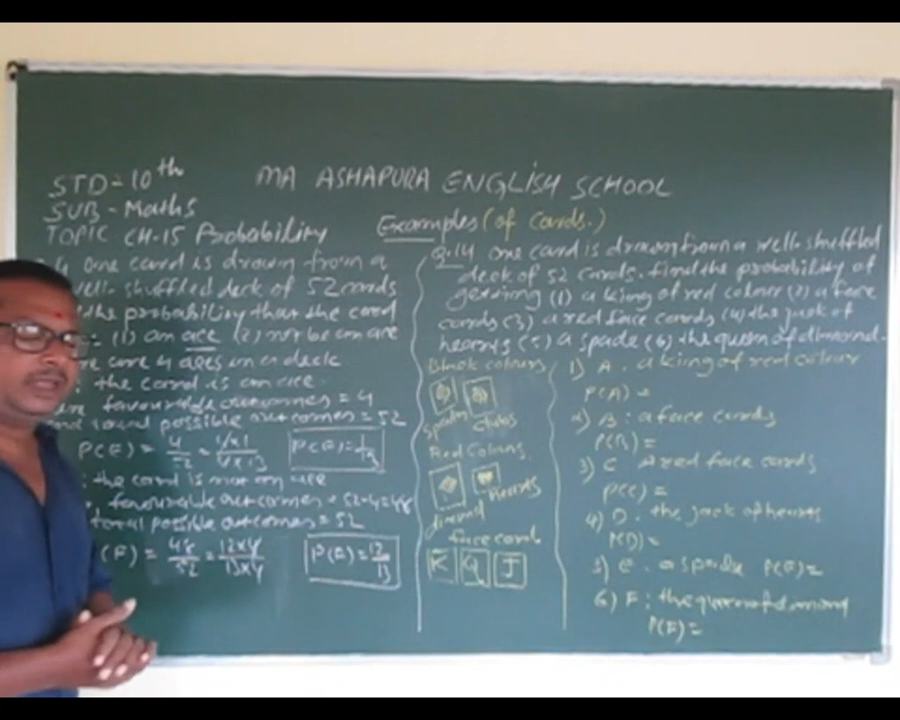 STD = 10th
MA ASHAPURA ENGLISH SCHOOL
SUB - Maths
TOPIC CH-15 Probability
Examples (of cards.)
4 one card is drawn from a
well shuffled deck of 52 cards
the probability that the card
(1) an ace (2) not be an ace
are 4 aces in a deck
: the card is an ace.
favourable outcomes = 4
possible outcomes = 52
P(E) = 4/52 = 1x1/4x13
P(E) = 1/13
: the card is not an ace
favourable outcomes = 52-4=48
total possible outcomes = 52
(F) = 48/52 = 12x4/13x4
P(F) = 12/13
Q.14 one card is drawn from a well-shuffled
deck of 52 cards. find the probability of
getting (1) a king of red colour (2) a face
cards (3) a red face cards (4) the jack of
hearts (5) a spade (6) the queen of dimond.
Black colours
spades clubs
Red Colours
hearts
dimond
face card
K Q J
1) A . a king of red colour
P(A) =
2) B : a face cards
P(B) =
3) C A red face cards
P(C) =
4) D . the jack of hearts
P(D) =
5) E . a spade P(E) =
6) F : the queen of dimond
P(F) =